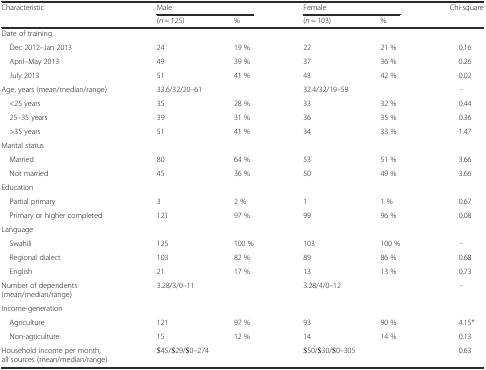 Characteristic Male Female Chi-square
(n = 125) % (n = 103) %
Date of training
Dec 2012–Jan 2013 24 19 % 22 21 % 0.16
April–May 2013 49 39 % 37 36 % 0.26
July 2013 51 41 % 43 42 % 0.02
Age, years (mean/median/range) 33.6/32/20–61 32.4/32/19–59 -
<25 years 35 28 % 33 32 % 0.44
25–35 years 39 31 % 36 35 % 0.36
>35 years 51 41 % 34 33 % 1.47
Marital status
Married 80 64 % 53 51 % 3.66
Not married 45 36 % 50 49 % 3.66
Education
Partial primary 3 2 % 1 1 % 0.67
Primary or higher completed 121 97 % 99 96 % 0.08
Language
Swahili 125 100 % 103 100 % -
Regional dialect 103 82 % 89 86 % 0.68
English 21 17 % 13 13 % 0.73
Number of dependents 3.28/3/0–11 3.28/4/0–12 -
(mean/median/range)
Income-generation
Agriculture 121 97 % 93 90 % 4.15*
Non-agriculture 15 12 % 14 14 % 0.13
Household income per month, $45/$29/$0–274 $50/$30/$0–305 0.63
all sources (mean/median/range)